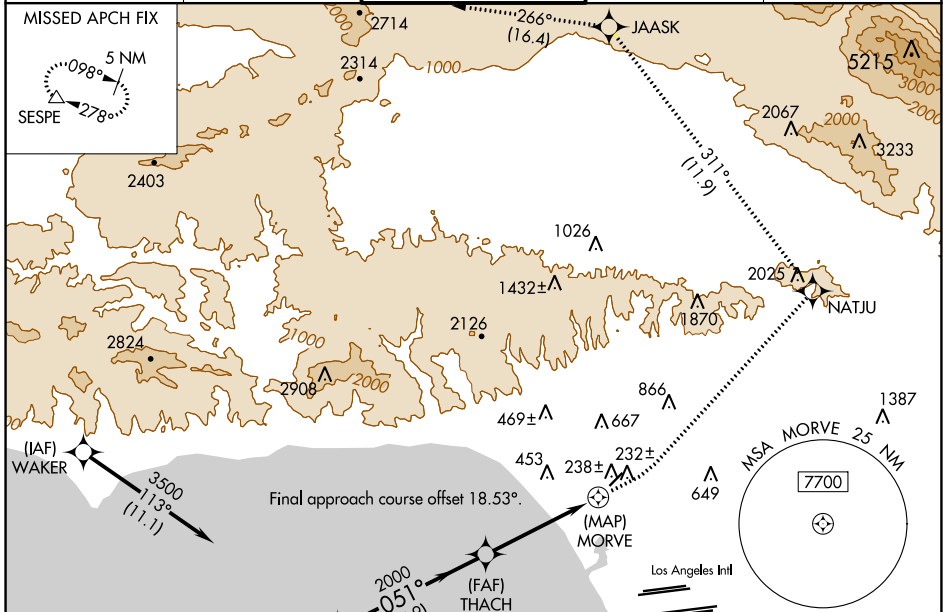 MISSED APCH FIX
5 NM
098°
278°
SESPE
2714
2314
1000
266°
(16.4)
JAASK
5215
3000
2000
2000
2067
3233
2403
311°
(11.9)
1026
1432±
2025
NATJU
1870
2126
1000
2824
2908
2000
866
469±
667
1387
453
238±
232±
649
(IAF)
WAKER
3500
113°
(11.1)
Final approach course offset 18.53°.
(MAP)
MORVE
MSA MORVE 25 NM
7700
Los Angeles Intl
2000
051°
(FAF)
THACH